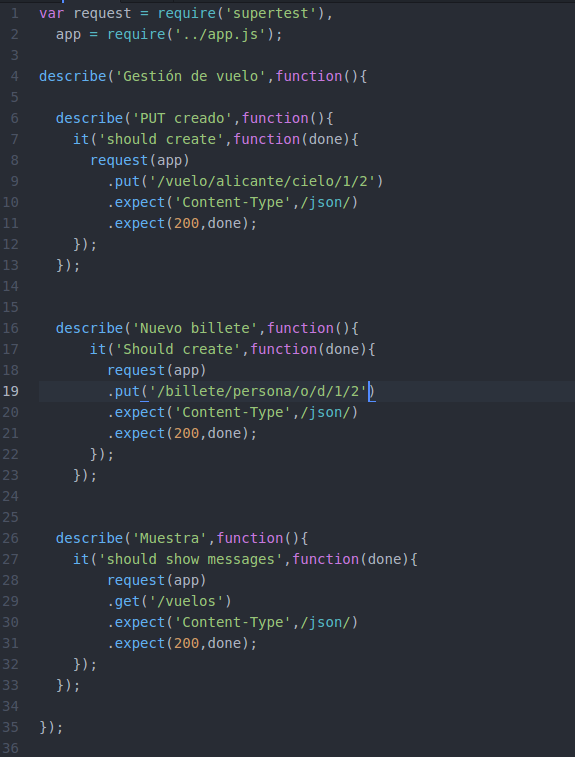 1 var request = require('supertest'),
2   app = require('../app.js');
3
4 describe('Gestión de vuelo',function(){
5
6   describe('PUT creado',function(){
7     it('should create',function(done){
8       request(app)
9         .put('/vuelo/alicante/cielo/1/2')
10         .expect('Content-Type',/json/)
11         .expect(200,done);
12     });
13   });
14
15
16   describe('Nuevo billete',function(){
17       it('Should create',function(done){
18         request(app)
19         .put('/billete/persona/o/d/1/2')
20         .expect('Content-Type',/json/)
21         .expect(200,done);
22       });
23     });
24
25
26   describe('Muestra',function(){
27     it('should show messages',function(done){
28         request(app)
29         .get('/vuelos')
30         .expect('Content-Type',/json/)
31         .expect(200,done);
32     });
33   });
34
35 });
36